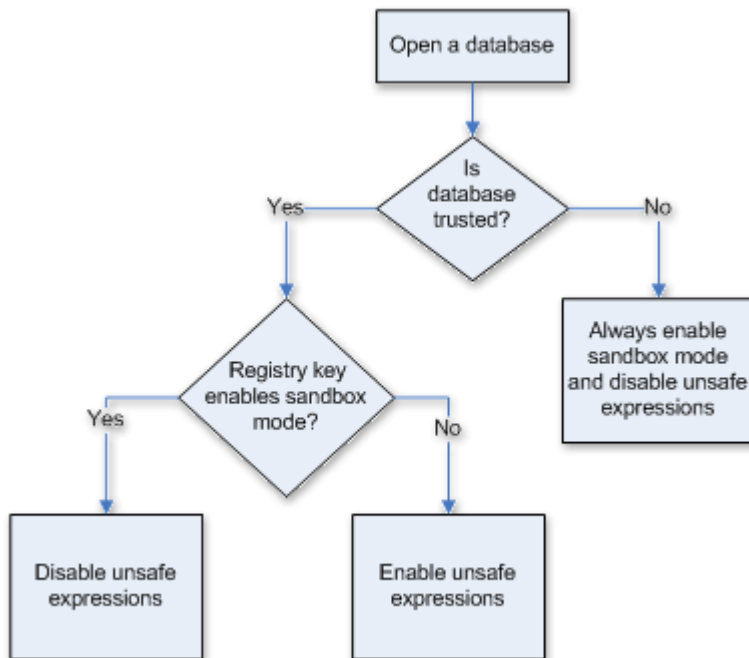 Open a database
Is
database
trusted?
Yes
No
Always enable
sandbox mode
and disable unsafe
expressions
Registry key
enables sandbox
mode?
Yes
No
Disable unsafe
expressions
Enable unsafe
expressions